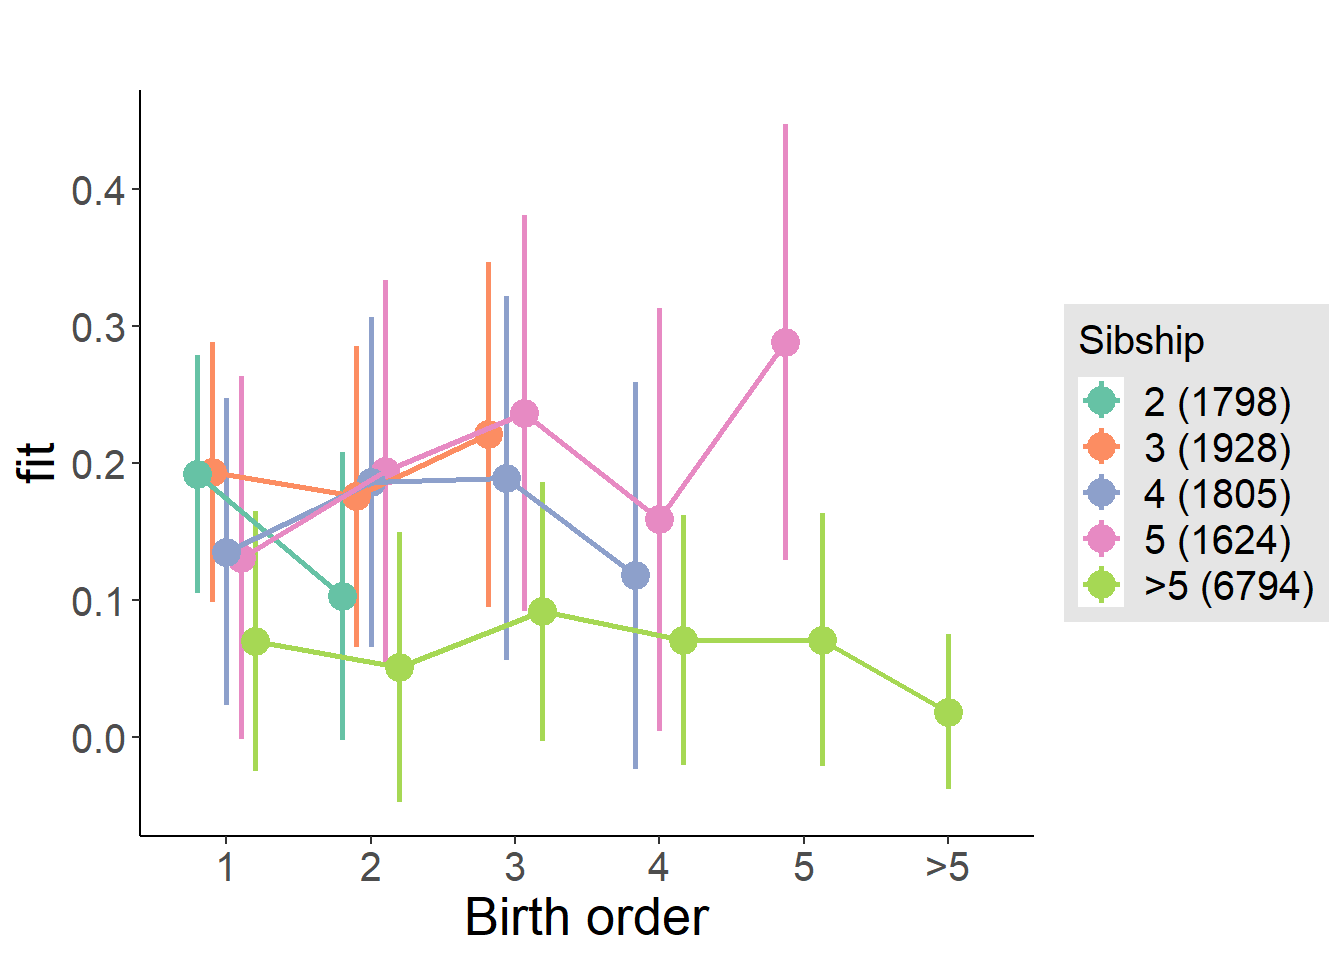 fit
0.4
0.3
0.2
0.1
0.0
1 2 3 4 5 >5
Birth order
Sibship
2 (1798)
3 (1928)
4 (1805)
5 (1624)
>5 (6794)